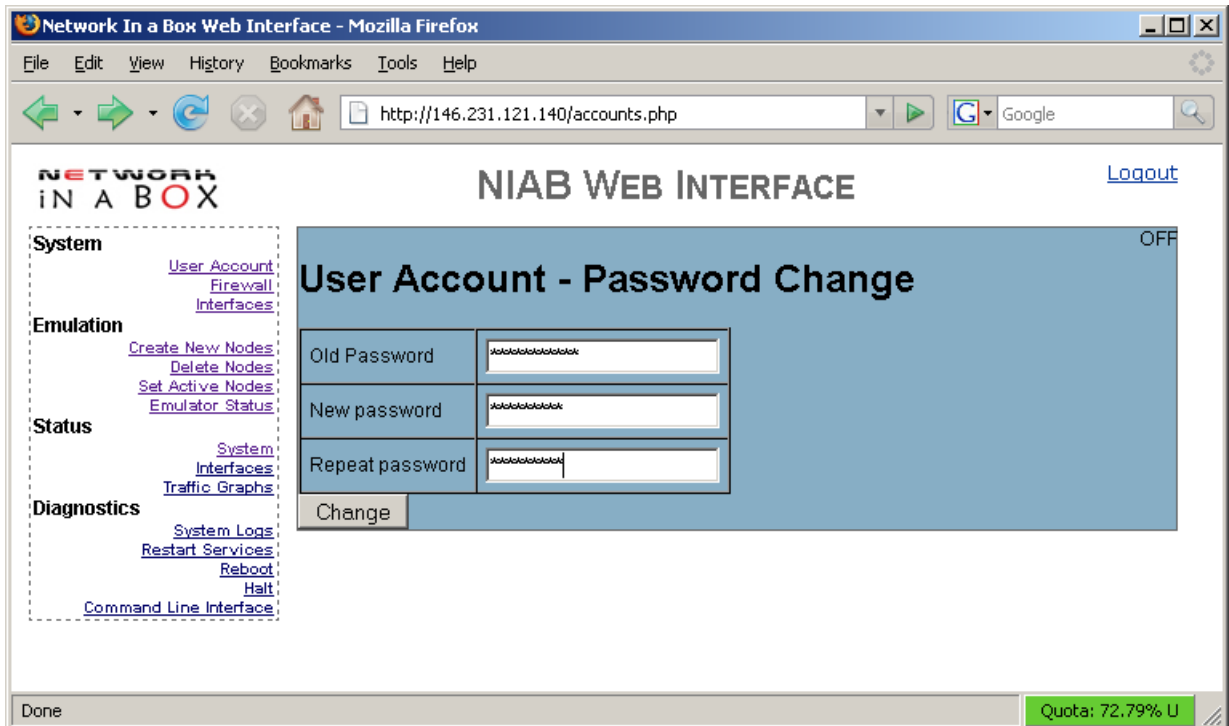 Network In a Box Web Interface - Mozilla Firefox
File Edit View History Bookmarks Tools Help
http://146.231.121.140/accounts.php
G Google
NETWORK
iN A BOX
NIAB WEB INTERFACE
Logout
System
User Account
Firewall
Interfaces
Emulation
Create New Nodes
Delete Nodes
Set Active Nodes
Emulator Status
Status
System
Interfaces
Traffic Graphs
Diagnostics
System Logs
Restart Services
Reboot
Halt
Command Line Interface
OFF
User Account - Password Change
Old Password ************
New password **********
Repeat password **********
Change
Done
Quota: 72.79% U